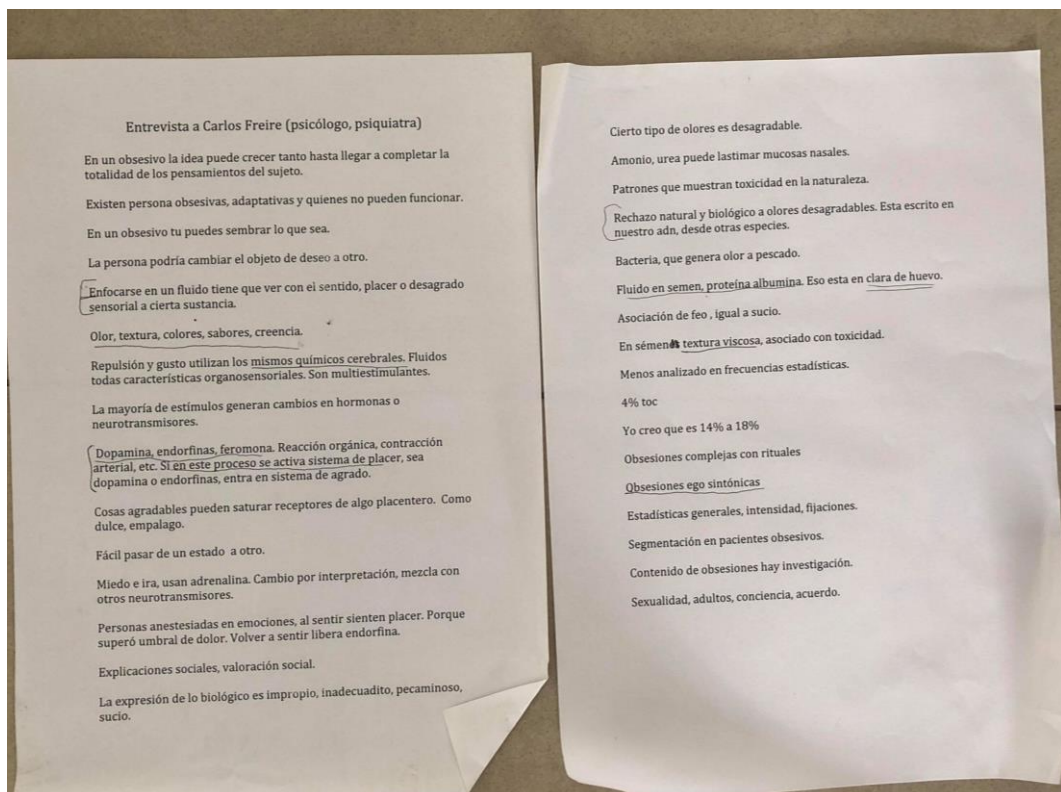 Entrevista a Carlos Freire (psicólogo, psiquiatra)
En un obsesivo la idea puede crecer tanto hasta llegar a completar la
totalidad de los pensamientos del sujeto.
Existen persona obsesivas, adaptativas y quienes no pueden funcionar.
En un obsesivo tu puedes sembrar lo que sea.
La persona podría cambiar el objeto de deseo a otro.
Enfocarse en un fluido tiene que ver con el sentido, placer o desagrado
sensorial a cierta sustancia.
Olor, textura, colores, sabores, creencia.
Repulsión y gusto utilizan los mismos químicos cerebrales. Fluidos
todas características organosensoriales. Son multiestimulantes.
La mayoría de estímulos generan cambios en hormonas o
neurotransmisores.
Dopamina, endorfinas, feromona. Reacción orgánica, contracción
arterial, etc. Si en este proceso se activa sistema de placer, sea
dopamina o endorfinas, entra en sistema de agrado.
Cosas agradables pueden saturar receptores de algo placentero. Como
dulce, empalago.
Fácil pasar de un estado a otro.
Miedo e ira, usan adrenalina. Cambio por interpretación, mezcla con
otros neurotransmisores.
Personas anestesiadas en emociones, al sentir sienten placer. Porque
superó umbral de dolor. Volver a sentir libera endorfina.
Explicaciones sociales, valoración social.
La expresión de lo biológico es impropio, inadecuadito, pecaminoso,
sucio.
Cierto tipo de olores es desagradable.
Amonio, urea puede lastimar mucosas nasales.
Patrones que muestran toxicidad en la naturaleza.
Rechazo natural y biológico a olores desagradables. Esta escrito en
nuestro adn, desde otras especies.
Bacteria, que genera olor a pescado.
Fluido en semen, proteína albumina. Eso esta en clara de huevo.
Asociación de feo , igual a sucio.
En sémen textura viscosa, asociado con toxicidad.
Menos analizado en frecuencias estadísticas.
4% toc
Yo creo que es 14% a 18%
Obsesiones complejas con rituales
Obsesiones ego sintónicas
Estadísticas generales, intensidad, fijaciones.
Segmentación en pacientes obsesivos.
Contenido de obsesiones hay investigación.
Sexualidad, adultos, conciencia, acuerdo.